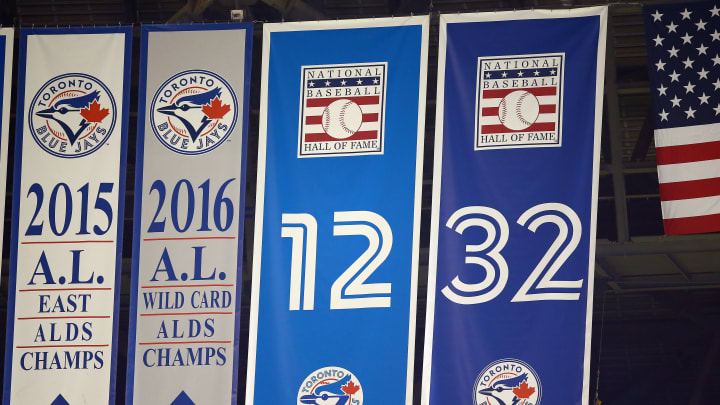 TORONTO
BLUE JAYS
2015
A.L.
EAST
ALDS
CHAMPS
TORONTO
BLUE JAYS
2016
A.L.
WILD CARD
ALDS
CHAMPS
NATIONAL
BASEBALL
HALL OF FAME
12
TORONTO
NATIONAL
BASEBALL
HALL OF FAME
32
TORONTO